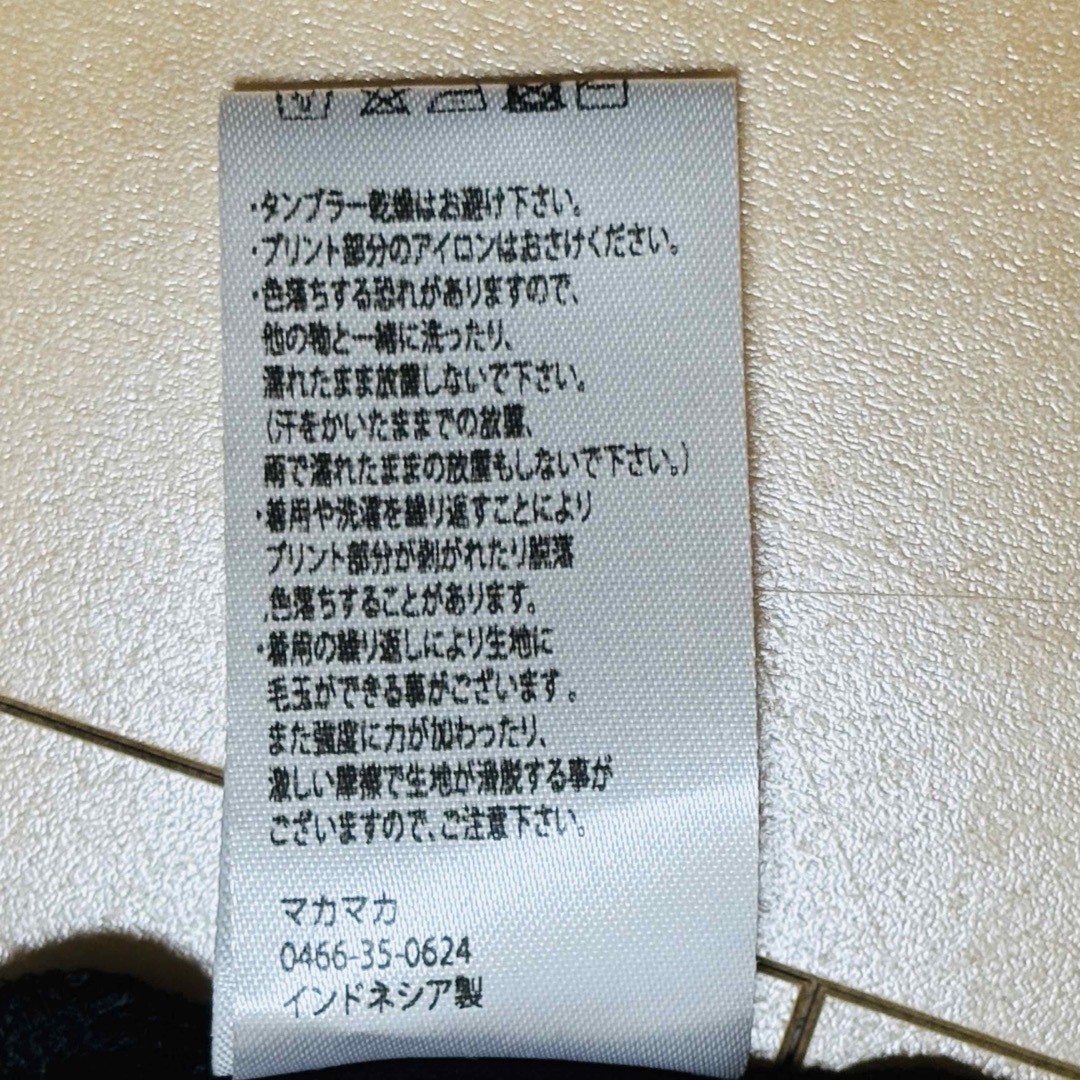 ・タンブラー乾燥はお避け下さい。
・プリント部分のアイロンはおさけください。
・色落ちする恐れがありますので、
他の物と一緒に洗ったり、
濡れたまま放置しないで下さい。
（汗をかいたままでの放置、
雨で濡れたままの放置もしないで下さい。）
・着用や洗濯を繰り返すことにより
プリント部分が剥がれたり脱落
,色落ちすることがあります。
・着用の繰り返しにより生地に
毛玉ができる事がございます。
また強度に力が加わったり、
激しい摩擦で生地が滑脱する事が
ございますので、ご注意下さい。
マカマカ
0466-35-0624
インドネシア製